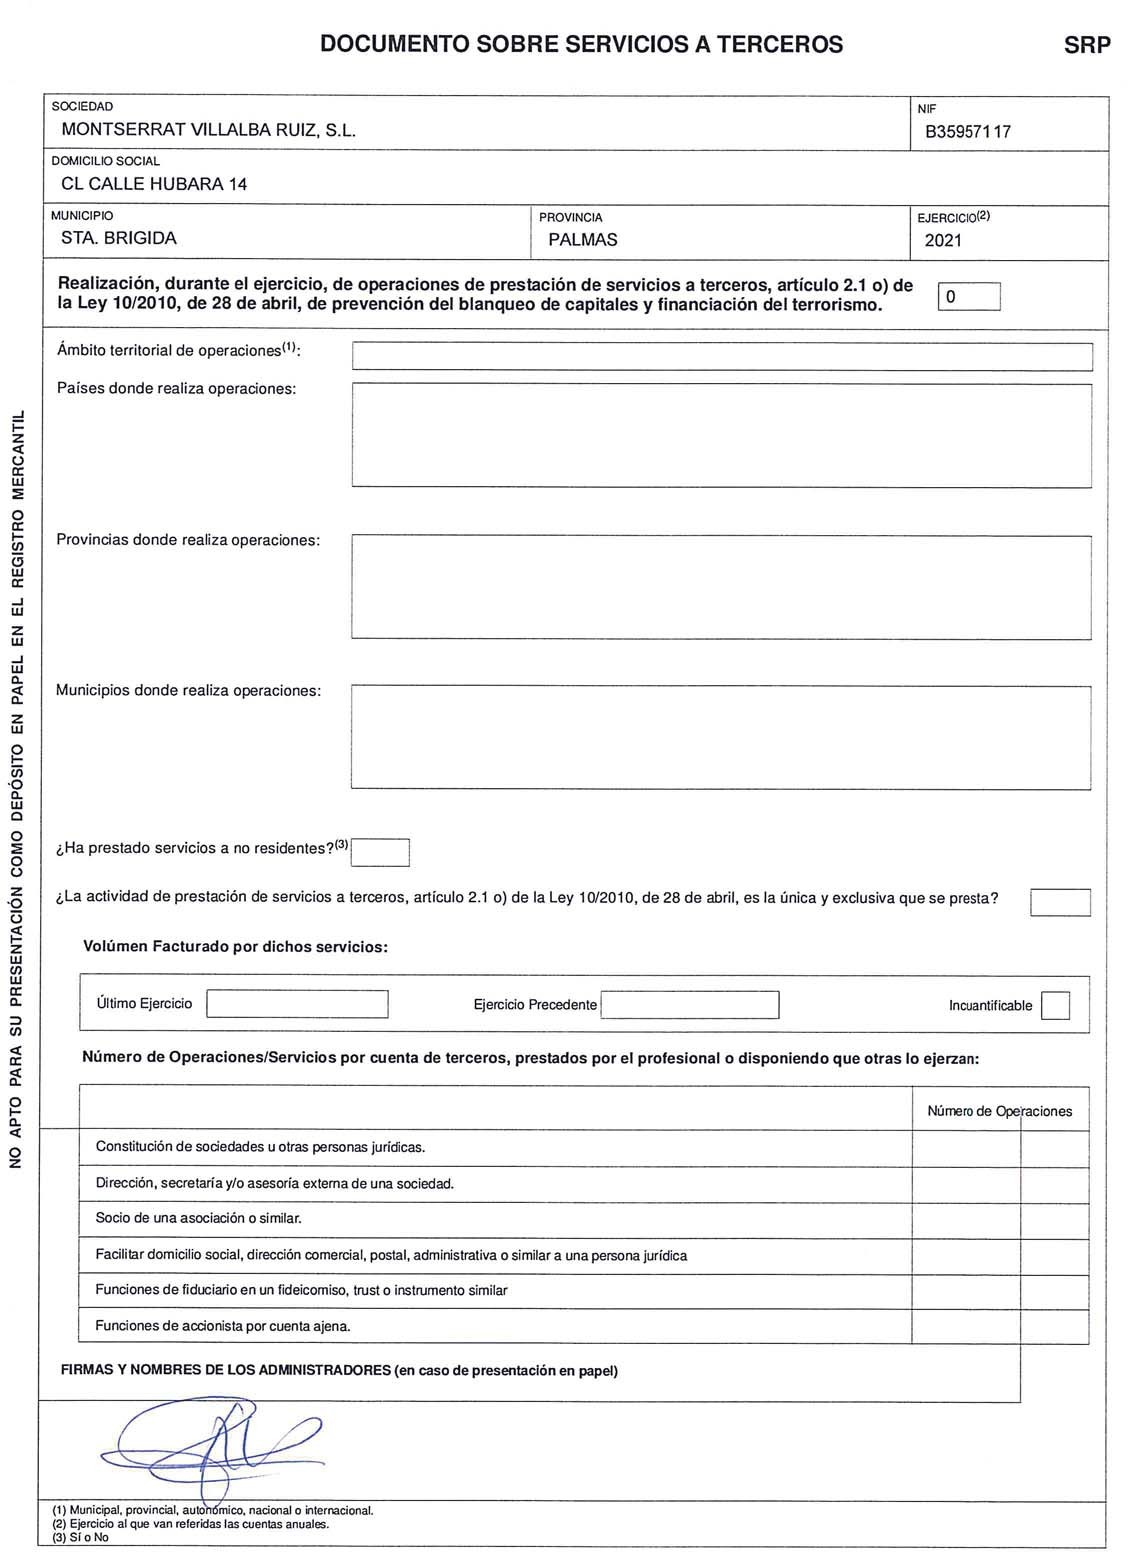 DOCUMENTO SOBRE SERVICIOS A TERCEROS SRP
SOCIEDAD
MONTSERRAT VILLALBA RUIZ, S.L.
NIF
B35957117
DOMICILIO SOCIAL
CL CALLE HUBARA 14
MUNICIPIO
STA. BRIGIDA
PROVINCIA
PALMAS
EJERCICIO(2)
2021
Realización, durante el ejercicio, de operaciones de prestación de servicios a terceros, artículo 2.1 o) de
la Ley 10/2010, de 28 de abril, de prevención del blanqueo de capitales y financiación del terrorismo.
0
Ámbito territorial de operaciones(1):
Países donde realiza operaciones:
Provincias donde realiza operaciones:
Municipios donde realiza operaciones:
¿Ha prestado servicios a no residentes?(3)
¿La actividad de prestación de servicios a terceros, artículo 2.1 o) de la Ley 10/2010, de 28 de abril, es la única y exclusiva que se presta?
Volúmen Facturado por dichos servicios:
Último Ejercicio Ejercicio Precedente Incuantificable
Número de Operaciones/Servicios por cuenta de terceros, prestados por el profesional o disponiendo que otras lo ejerzan:
Número de Operaciones
Constitución de sociedades u otras personas jurídicas.
Dirección, secretaría y/o asesoría externa de una sociedad.
Socio de una asociación o similar.
Facilitar domicilio social, dirección comercial, postal, administrativa o similar a una persona jurídica
Funciones de fiduciario en un fideicomiso, trust o instrumento similar
Funciones de accionista por cuenta ajena.
FIRMAS Y NOMBRES DE LOS ADMINISTRADORES (en caso de presentación en papel)
(1) Municipal, provincial, autonómico, nacional o internacional.
(2) Ejercicio al que van referidas las cuentas anuales.
(3) Sí o No
NO APTO PARA SU PRESENTACIÓN COMO DEPÓSITO EN PAPEL EN EL REGISTRO MERCANTIL